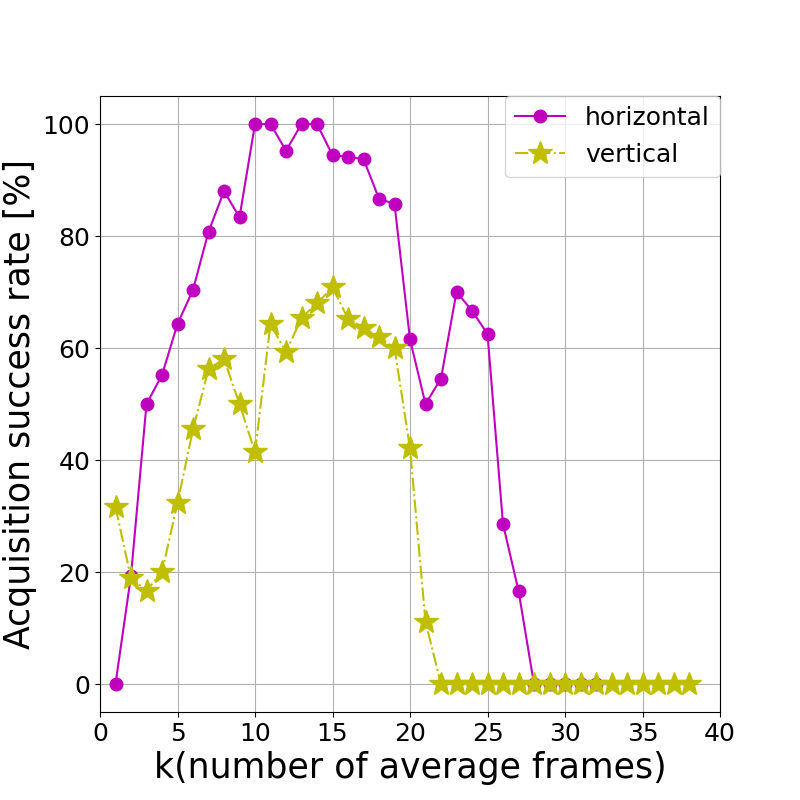 horizontal
vertical
Acquisition success rate [%]
100
80
60
40
20
0
0 5 10 15 20 25 30 35 40
k(number of average frames)